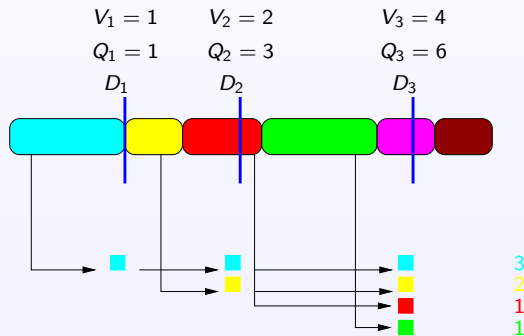 V1 = 1 V2 = 2 V3 = 4
Q1 = 1 Q2 = 3 Q3 = 6
D1 D2 D3
3
2
1
1